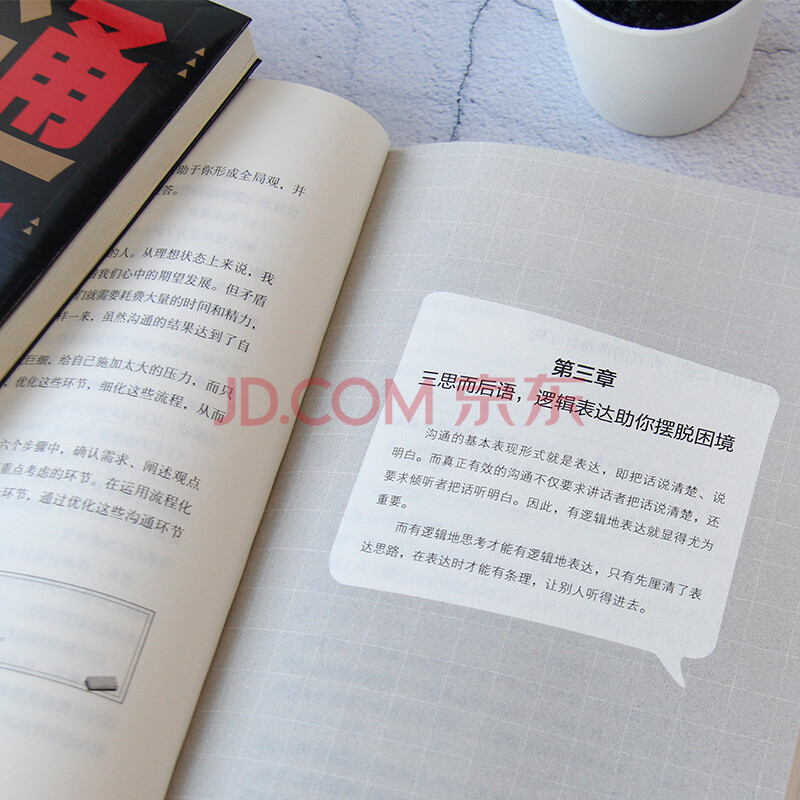 通
助于你形成全局观，并
答。
的人。从理想状态上来说，我
着我们心中的期望发展。但矛盾
们就需要耗费大量的时间和精力，
样一来，虽然沟通的结果达到了自
巨细，给自己施加太大的压力，而只
，优化这些环节，细化这些流程，从而
六个步骤中，确认需求、阐述观点
重点考虑的环节。在运用流程化
环节，通过优化这些沟通环节
第三章
三思而后语，逻辑表达助你摆脱困境
沟通的基本表现形式就是表达，即把话说清楚、说
明白。而真正有效的沟通不仅要求讲话者把话说清楚，还
要求倾听者把话听明白。因此，有逻辑地表达就显得尤为
重要。
而有逻辑地思考才能有逻辑地表达，只有先厘清了表
达思路，在表达时才能有条理，让别人听得进去。
JD.COM 京东